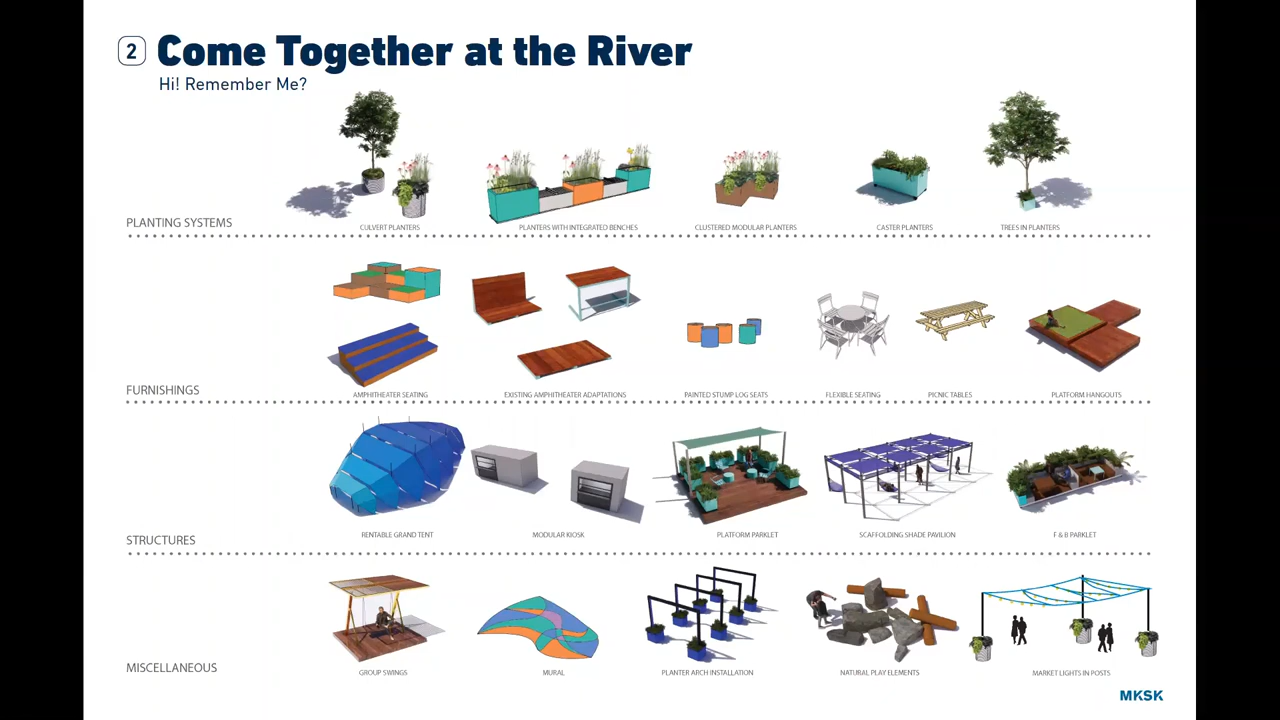 2 Come Together at the River
Hi! Remember Me?
PLANTING SYSTEMS
CULVERT PLANTERS
PLANTERS WITH INTEGRATED BENCHES
CLUSTERED MODULAR PLANTERS
CASTER PLANTERS
TREES IN PLANTERS
FURNISHINGS
AMPHITHEATER SEATING
EXISTING AMPHITHEATER ADAPTATIONS
PAINTED STUMP LOG SEATS
FLEXIBLE SEATING
PICNIC TABLES
PLATFORM HANGOUTS
STRUCTURES
RENTABLE GRAND TENT
MODULAR KIOSK
PLATFORM PARKLET
SCAFFOLDING SHADE PAVILION
F & B PARKLET
MISCELLANEOUS
GROUP SWINGS
MURAL
PLANTER ARCH INSTALLATION
NATURAL PLAY ELEMENTS
MARKET LIGHTS IN POSTS
MKSK